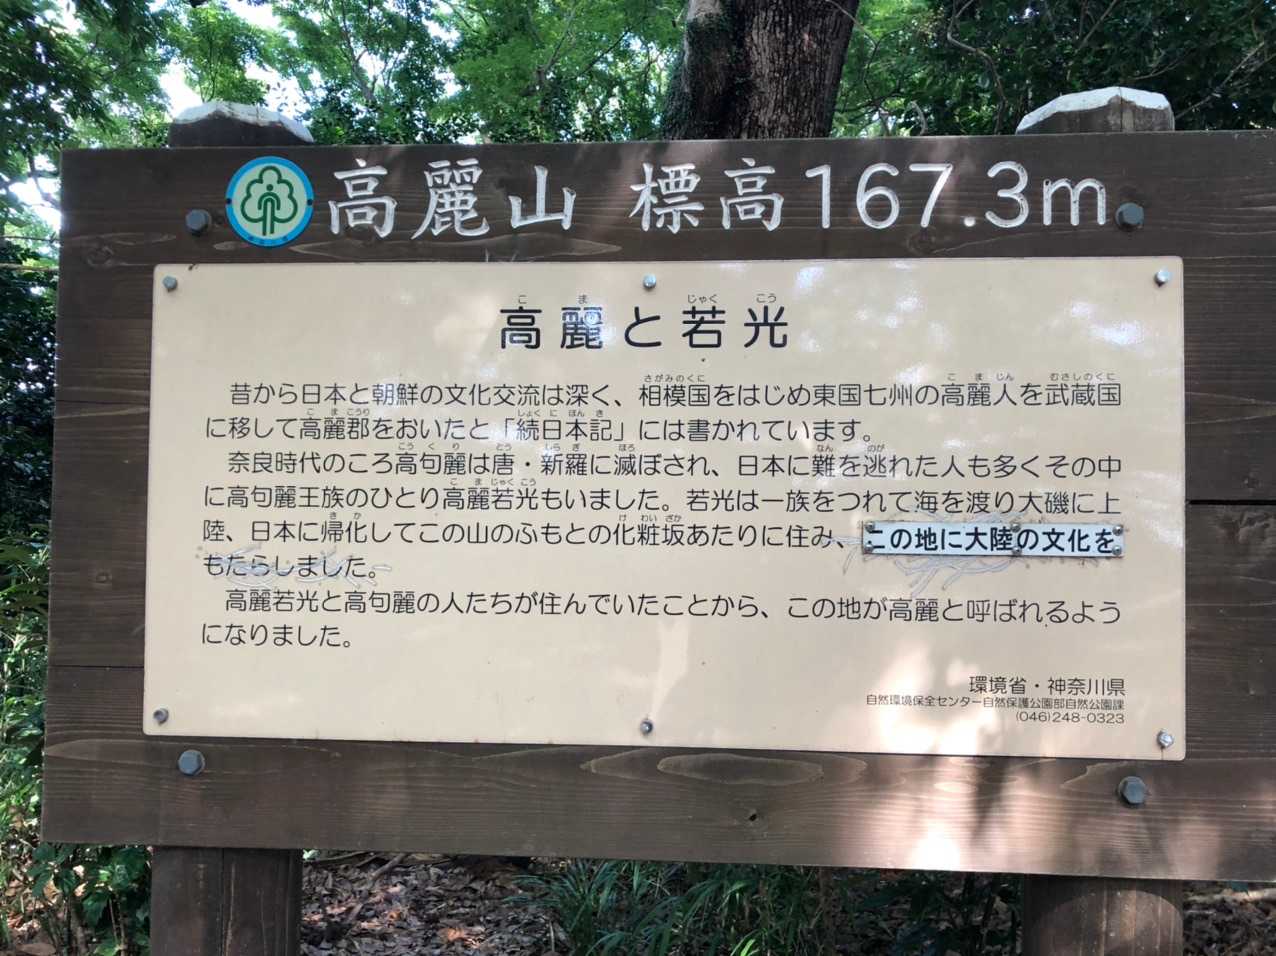 高麗山 標高167.3m
高麗と若光
昔から日本と朝鮮の文化交流は深く、相模国をはじめ東国七州の高麗人を武蔵国
に移して高麗郡をおいたと「続日本記」には書かれています。
奈良時代のころ高句麗は唐・新羅に滅ぼされ、日本に難を逃れた人も多くその中
に高句麗王族のひとり高麗若光もいました。若光は一族をつれて海を渡り大磯に上
陸、日本に帰化してこの山のふもとの化粧坂あたりに住み、この地に大陸の文化を
もたらしました。
高麗若光と高句麗の人たちが住んでいたことから、この地が高麗と呼ばれるよう
になりました。
環境省・神奈川県
自然環境保全センター自然保護公園部自然公園課
(046)248-0323